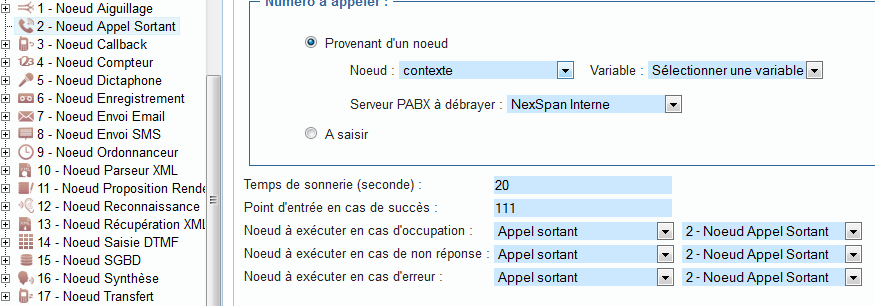 1 - Noeud Aiguillage
2 - Noeud Appel Sortant
3 - Noeud Callback
4 - Noeud Compteur
5 - Noeud Dictaphone
6 - Noeud Enregistrement
7 - Noeud Envoi Email
8 - Noeud Envoi SMS
9 - Noeud Ordonnanceur
10 - Noeud Parseur XML
11 - Noeud Proposition Rende
12 - Noeud Reconnaissance
13 - Noeud Récupération XML
14 - Noeud Saisie DTMF
15 - Noeud SGBD
16 - Noeud Synthèse
17 - Noeud Transfert
Numéro à appeler :
Provenant d'un noeud
Noeud : contexte Variable : Sélectionner une variable
Serveur PABX à débrayer : NexSpan Interne
A saisir
Temps de sonnerie (seconde) : 20
Point d'entrée en cas de succès : 111
Noeud à exécuter en cas d'occupation : Appel sortant 2 - Noeud Appel Sortant
Noeud à exécuter en cas de non réponse : Appel sortant 2 - Noeud Appel Sortant
Noeud à exécuter en cas d'erreur : Appel sortant 2 - Noeud Appel Sortant